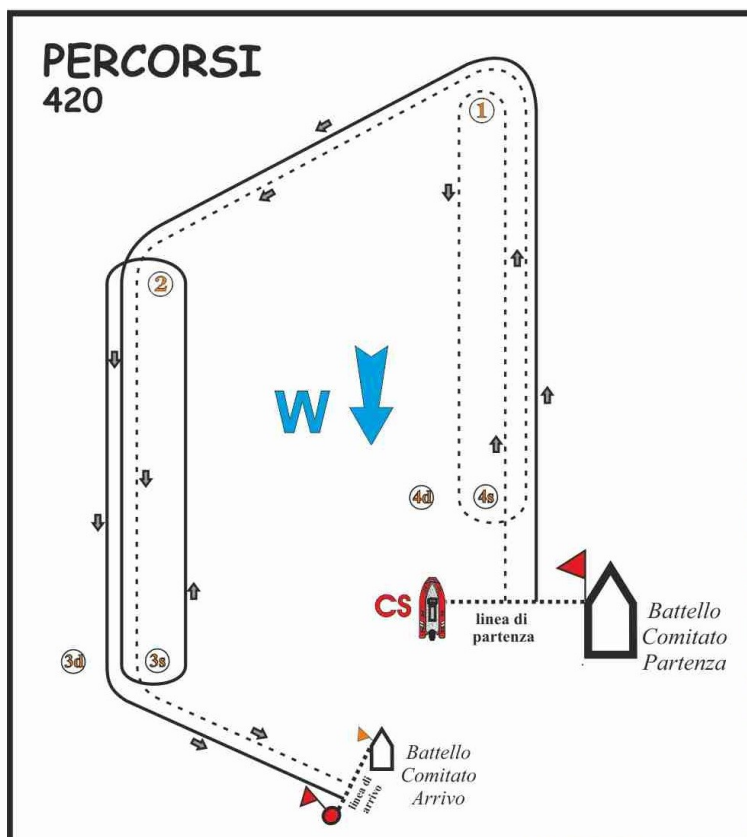 PERCORSI
420
1
2
W
4d
4s
CS
linea di
partenza
Battello
Comitato
Partenza
3d
3s
Battello
Comitato
Arrivo
linea di
arrivo